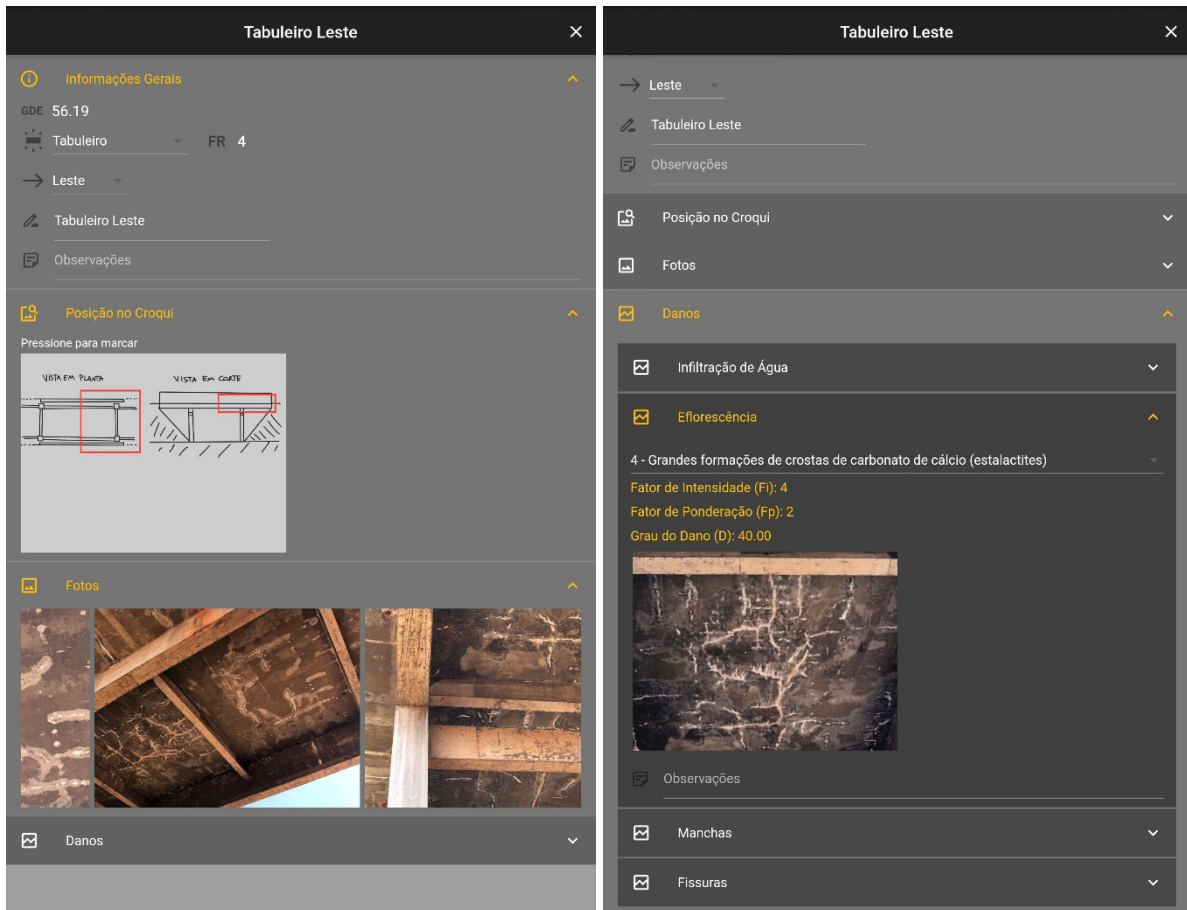 Tabuleiro Leste
Informações Gerais
GDE 56.19
Tabuleiro FR 4
Leste
Tabuleiro Leste
Observações
Posição no Croqui
Pressione para marcar
VISTA EM PLANTA VISTA EM CORTE
Fotos
Danos
Tabuleiro Leste
Leste
Tabuleiro Leste
Observações
Posição no Croqui
Fotos
Danos
Infiltração de Água
Eflorescência
4 - Grandes formações de crostas de carbonato de cálcio (estalactites)
Fator de Intensidade (Fi): 4
Fator de Ponderação (Fp): 2
Grau do Dano (D): 40.00
Observações
Manchas
Fissuras